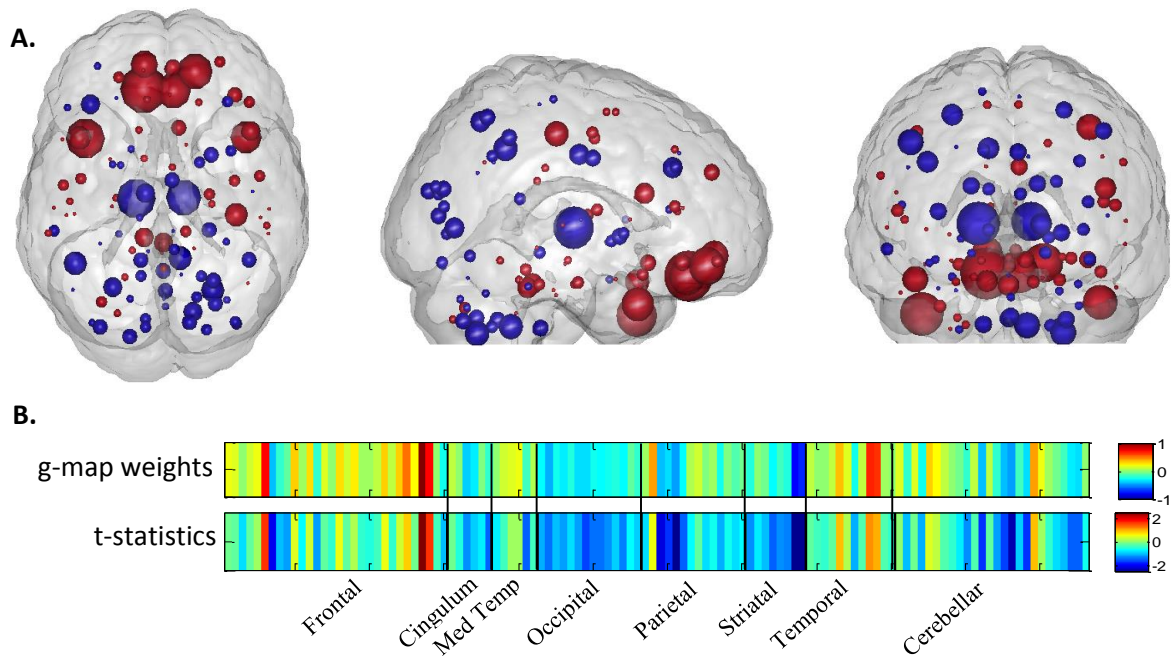 A.
B.
g-map weights
1
0
-1
t-statistics
2
0
-2
Frontal
Cingulum
Med Temp
Occipital
Parietal
Striatal
Temporal
Cerebellar